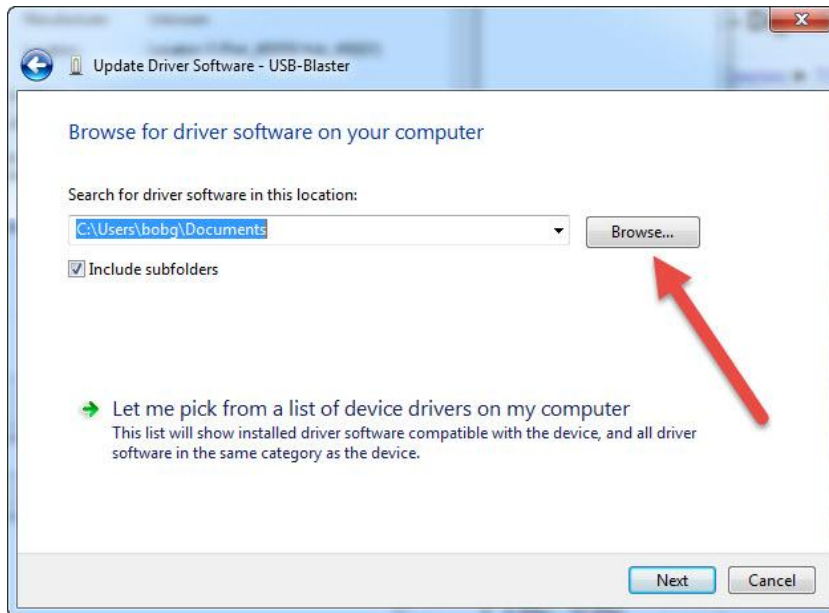 Update Driver Software - USB-Blaster
Browse for driver software on your computer
Search for driver software in this location:
C:\Users\bobg\Documents
Browse...
Include subfolders
Let me pick from a list of device drivers on my computer
This list will show installed driver software compatible with the device, and all driver
software in the same category as the device.
Next
Cancel